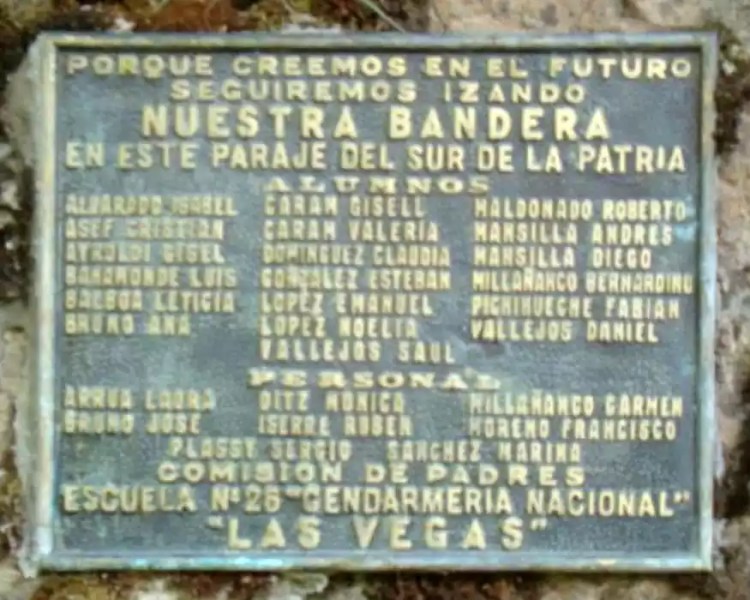 PORQUE CREEMOS EN EL FUTURO
SEGUIREMOS IZANDO
NUESTRA BANDERA
EN ESTE PARAJE DEL SUR DE LA PATRIA
ALUMNOS
ALVARADO ISABEL CARAM GISELL MALDONADO ROBERTO
ASEF CRISTIAN CARAM VALERIA MANSILLA ANDRES
AYROLDI GISEL DOMINGUEZ CLAUDIA MANSILLA DIEGO
BAHAMONDE LUIS GONZALEZ ESTEBAN MILLAÑANCO BERNARDINO
BALBOA LETICIA LOPEZ EMANUEL PICHIHUECHE FABIAN
BRUNO ANA LOPEZ NOELIA VALLEJOS DANIEL
VALLEJOS SAUL
PERSONAL
ARRUA LAURA DITZ MONICA MILLAÑANCO CARMEN
BRUNO JOSE ISERRE RUBEN MORENO FRANCISCO
PLASSY SERGIO SANCHEZ MARINA
COMISION DE PADRES
ESCUELA Nº 26 "GENDARMERIA NACIONAL"
"LAS VEGAS"